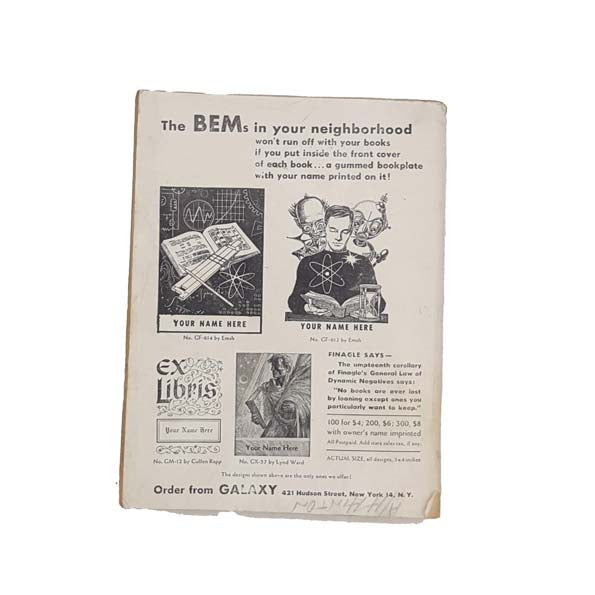 The BEMs in your neighborhood
won't run off with your books
if you put inside the front cover
of each book...a gummed bookplate
with your name printed on it!
YOUR NAME HERE
No. GF-614 by Emsh
YOUR NAME HERE
No. GF-612 by Emsh
EX
Libris
Your Name Here
No. GM-12 by Cullen Rapp
Your Name Here
No. GX-37 by Lynd Ward
FINAGLE SAYS—
The umpteenth corollary
of Finagle's General Law of
Dynamic Negatives says:
"No books are ever lost
by loaning except ones you
particularly want to keep."
100 for $4; 200, $6; 300, $8
with owner's name imprinted
All Postpaid. Add state sales tax, if any.
ACTUAL SIZE, all designs, 3x4 inches
The designs shown above are the only ones we offer!
Order from GALAXY 421 Hudson Street, New York 14, N.Y.